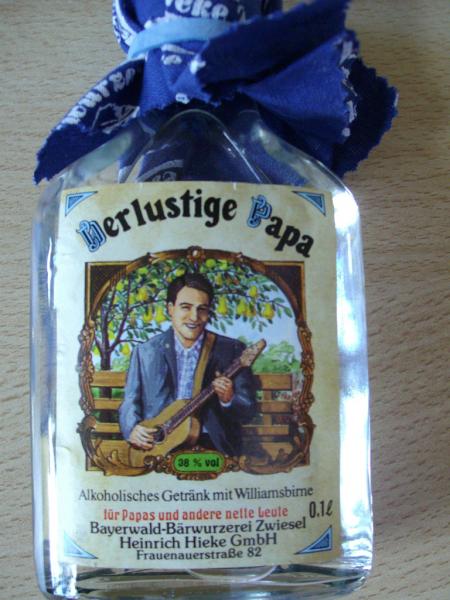 Der lustige Papa
38 % vol
Alkoholisches Getränk mit Williamsbirne
für Papas und andere nette Leute
0.1ℓ
Bayerwald-Bärwurzerei Zwiesel
Heinrich Hieke GmbH
Frauenauerstraße 82